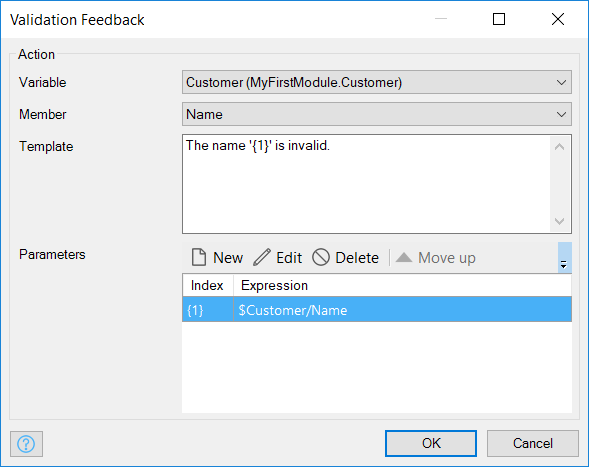 Validation Feedback
Action
Variable
Customer (MyFirstModule.Customer)
Member
Name
Template
The name '{1}' is invalid.
Parameters
New Edit Delete Move up
Index Expression
{1} $Customer/Name
?
OK Cancel